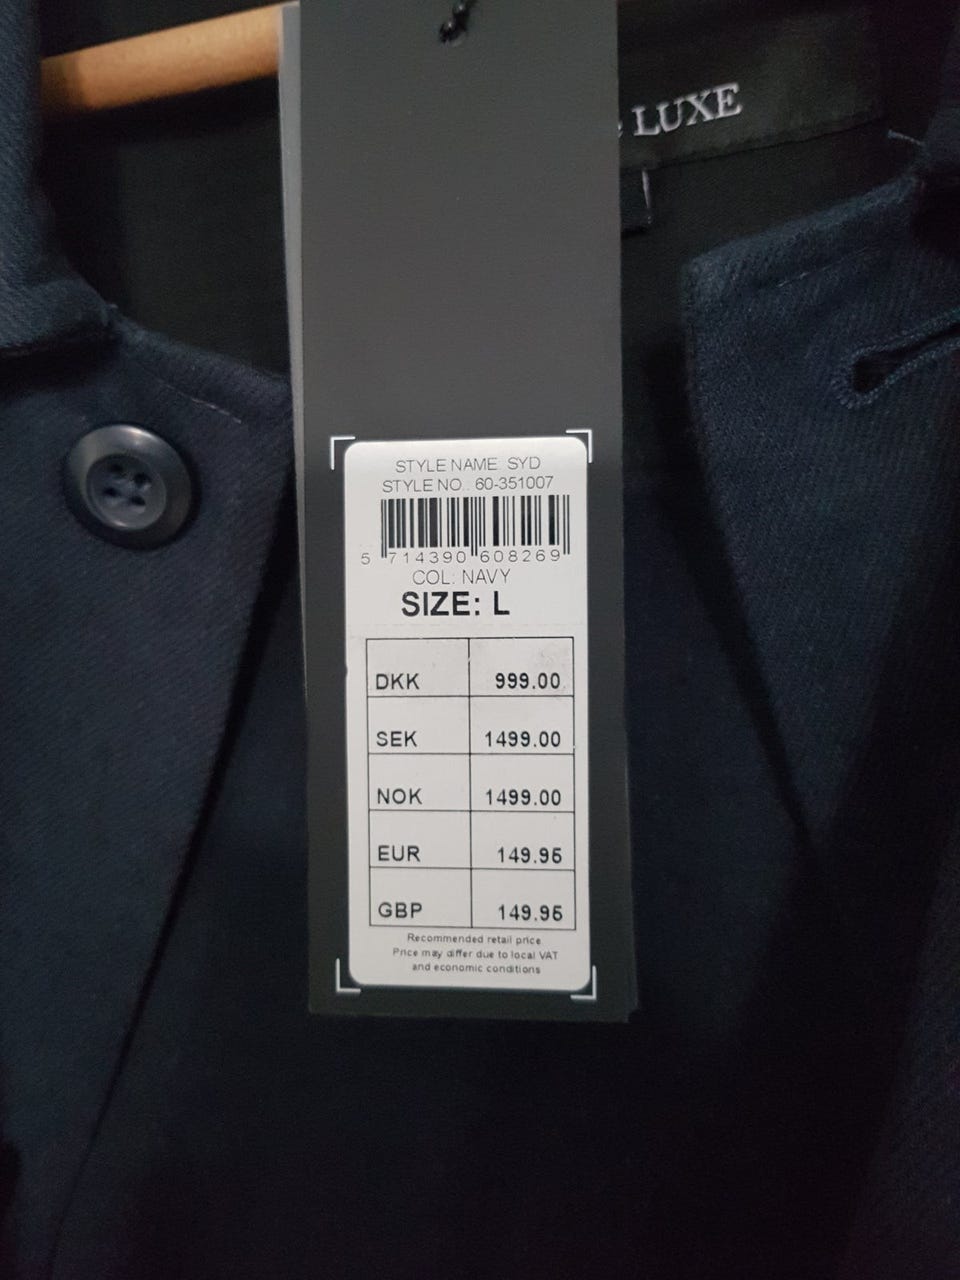 LUXE
STYLE NAME SYD
STYLE NO.. 60-351007
5 714390 608269
COL: NAVY
SIZE: L
DKK 999.00
SEK 1499.00
NOK 1499.00
EUR 149.95
GBP 149.95
Recommended retail price
Price may differ due to local VAT
and economic conditions